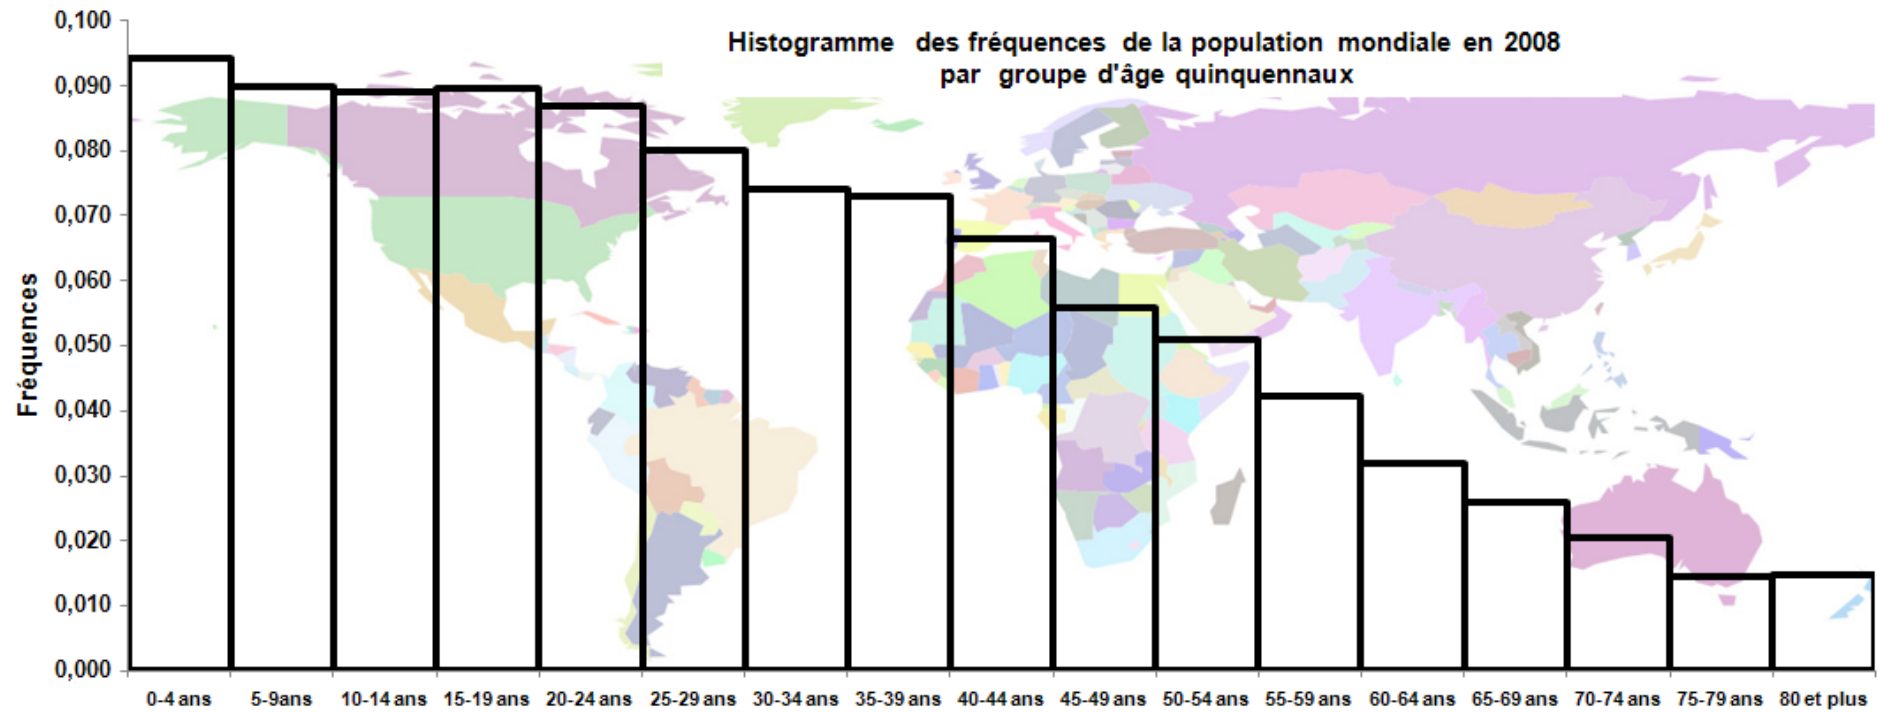 Histogramme des fréquences de la population mondiale en 2008
par groupe d'âge quinquennaux
Fréquences
0,100
0,090
0,080
0,070
0,060
0,050
0,040
0,030
0,020
0,010
0,000
0-4 ans 5-9ans 10-14 ans 15-19 ans 20-24 ans 25-29 ans 30-34 ans 35-39 ans 40-44 ans 45-49 ans 50-54 ans 55-59 ans 60-64 ans 65-69 ans 70-74 ans 75-79 ans 80 et plus